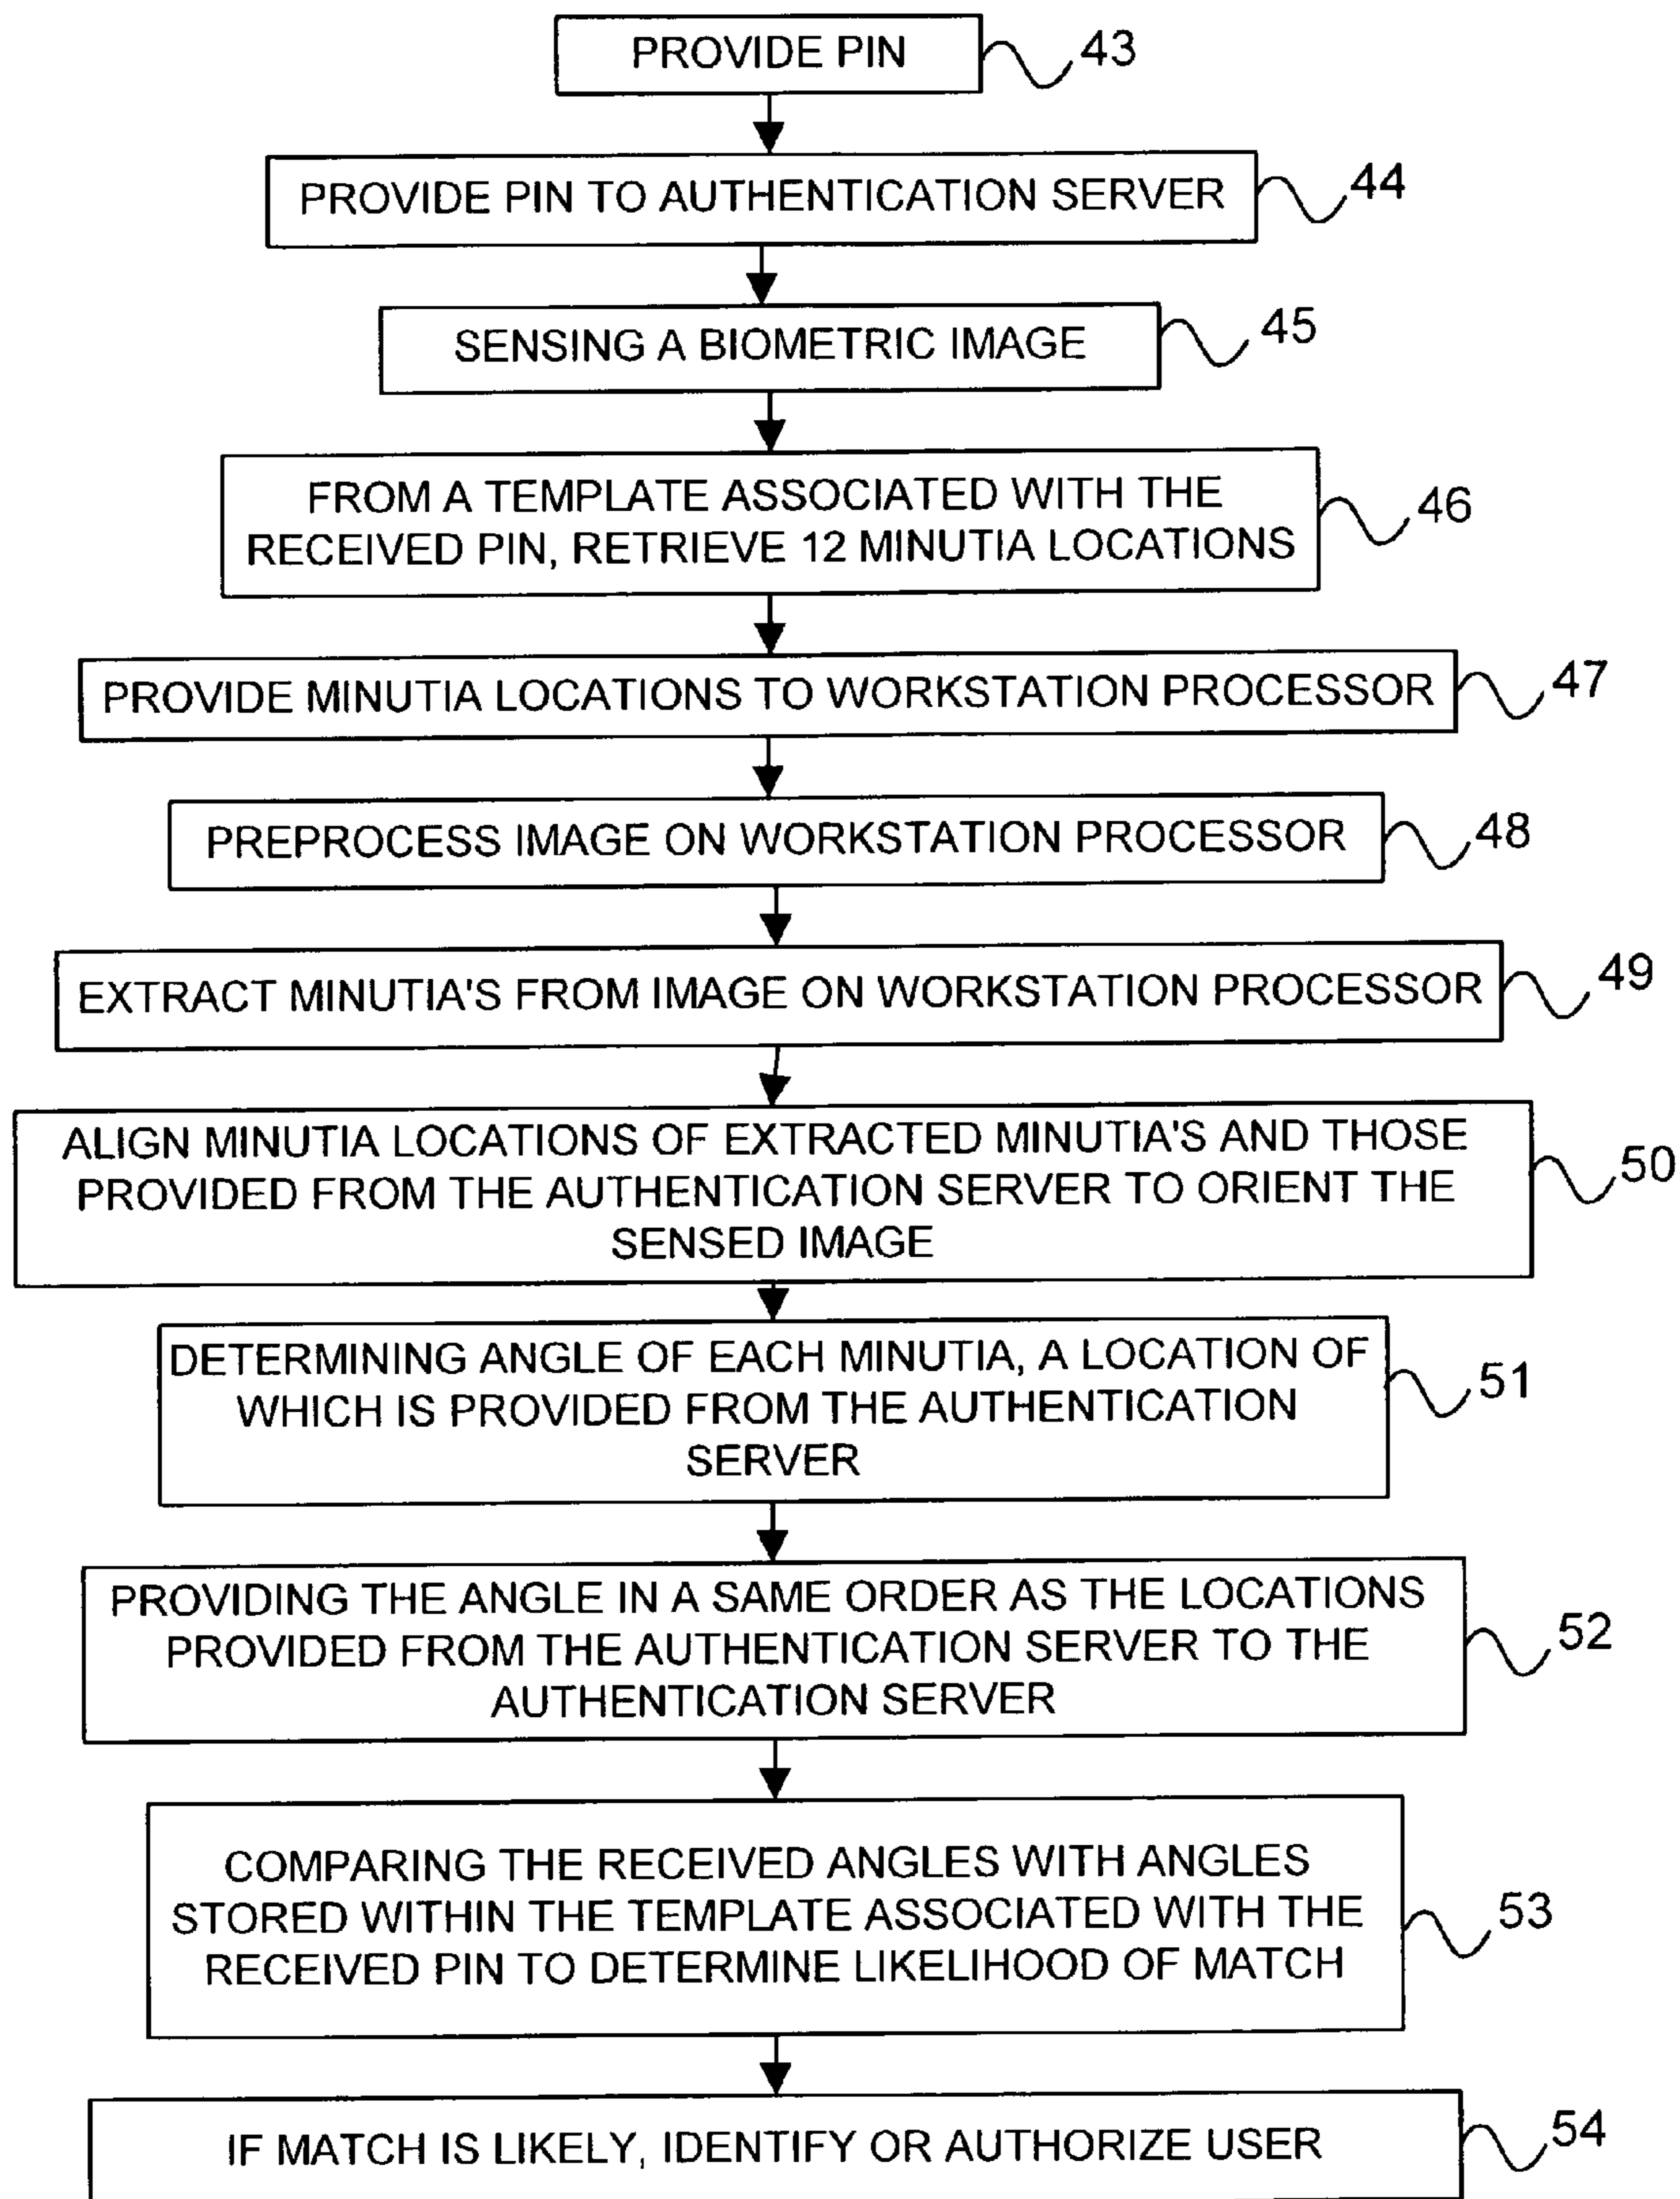 PROVIDE PIN
43
PROVIDE PIN TO AUTHENTICATION SERVER
44
SENSING A BIOMETRIC IMAGE
45
FROM A TEMPLATE ASSOCIATED WITH THE
RECEIVED PIN, RETRIEVE 12 MINUTIA LOCATIONS
46
PROVIDE MINUTIA LOCATIONS TO WORKSTATION PROCESSOR
47
PREPROCESS IMAGE ON WORKSTATION PROCESSOR
48
EXTRACT MINUTIA'S FROM IMAGE ON WORKSTATION PROCESSOR
49
ALIGN MINUTIA LOCATIONS OF EXTRACTED MINUTIA'S AND THOSE
PROVIDED FROM THE AUTHENTICATION SERVER TO ORIENT THE
SENSED IMAGE
50
DETERMINING ANGLE OF EACH MINUTIA, A LOCATION OF
WHICH IS PROVIDED FROM THE AUTHENTICATION
SERVER
51
PROVIDING THE ANGLE IN A SAME ORDER AS THE LOCATIONS
PROVIDED FROM THE AUTHENTICATION SERVER TO THE
AUTHENTICATION SERVER
52
COMPARING THE RECEIVED ANGLES WITH ANGLES
STORED WITHIN THE TEMPLATE ASSOCIATED WITH THE
RECEIVED PIN TO DETERMINE LIKELIHOOD OF MATCH
53
IF MATCH IS LIKELY, IDENTIFY OR AUTHORIZE USER
54